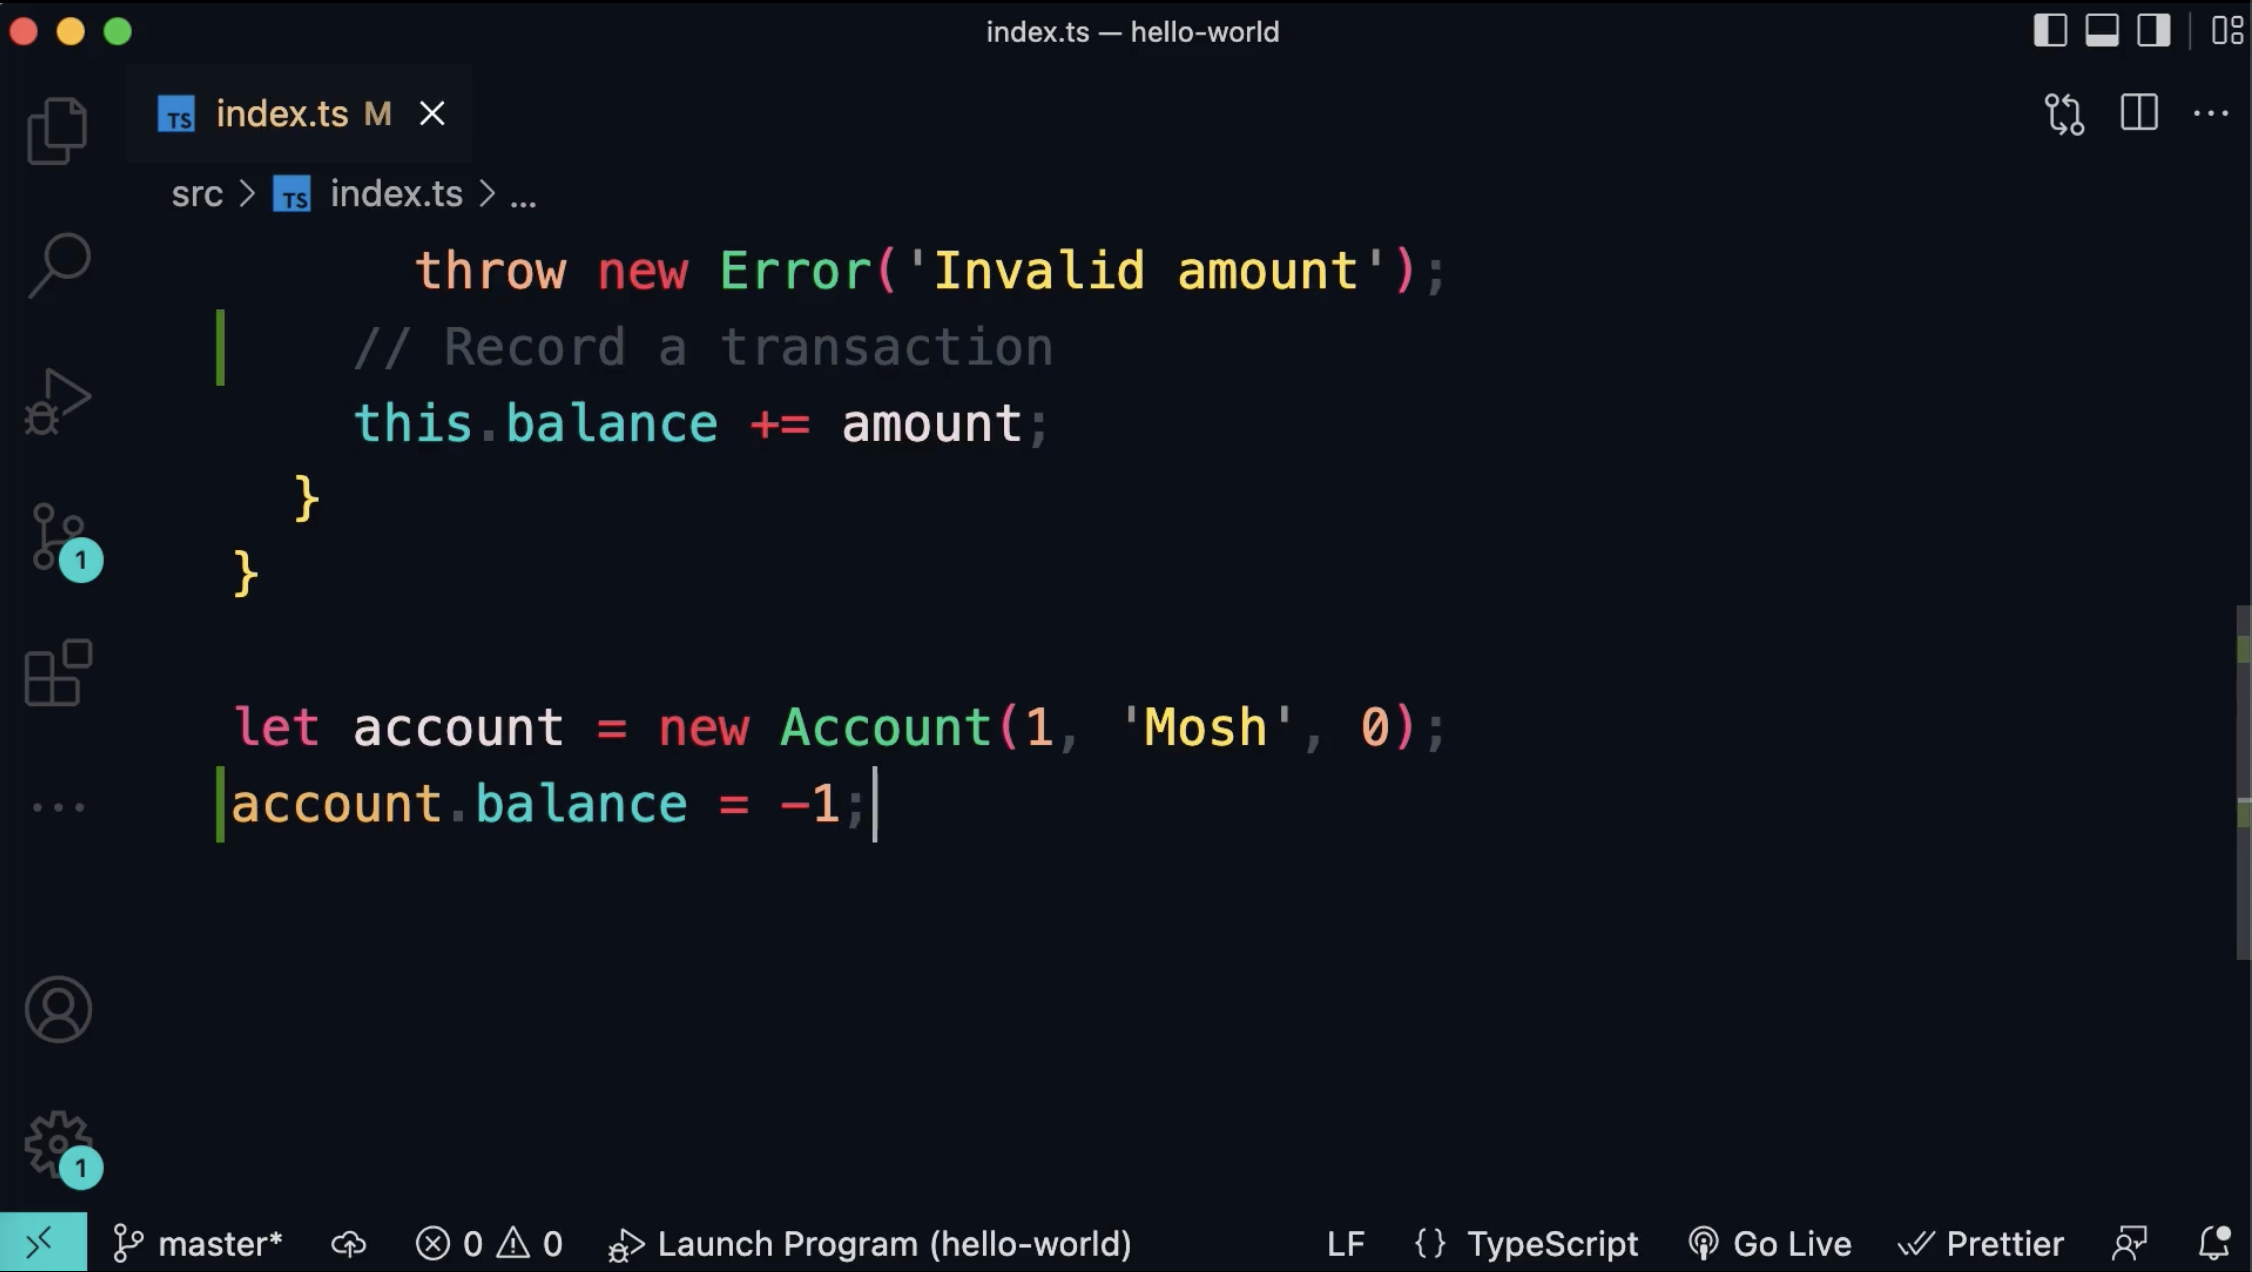 index.ts — hello-world
TS index.ts M
src > TS index.ts > ...
throw new Error('Invalid amount');
// Record a transaction
this.balance += amount;
}
}
let account = new Account(1, 'Mosh', 0);
account.balance = -1;
1
1
master* 0 0 Launch Program (hello-world) LF {} TypeScript Go Live Prettier